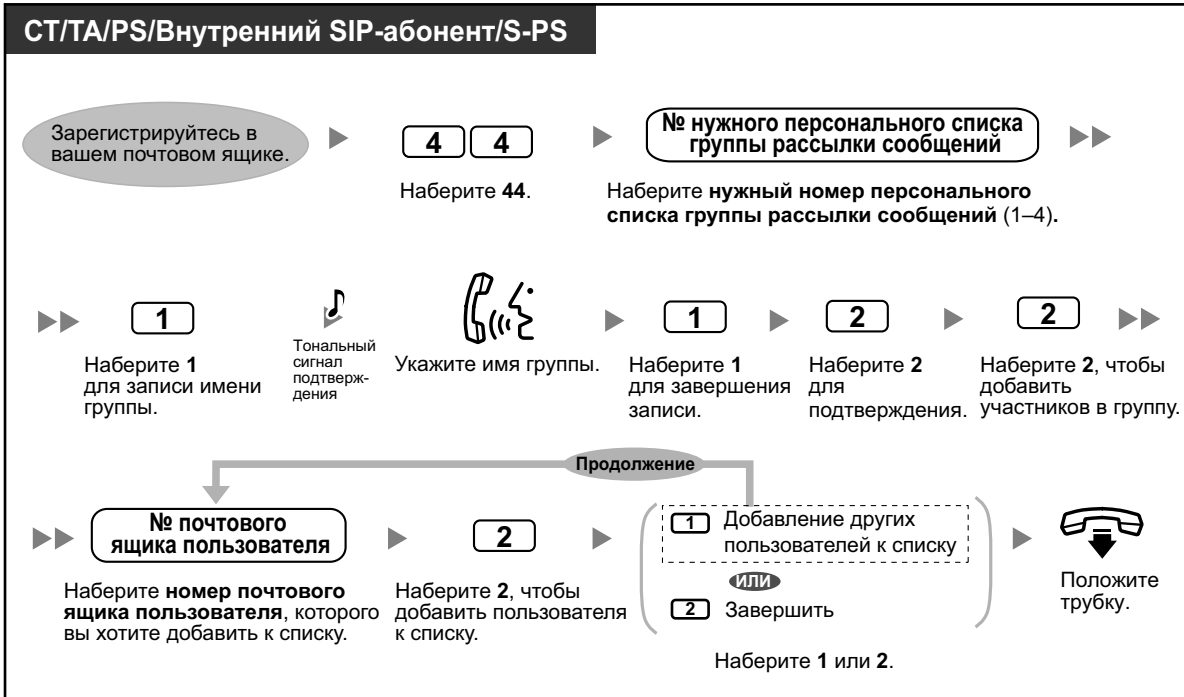 СТ/TA/PS/Внутренний SIP-абонент/S-PS
Зарегистрируйтесь в
вашем почтовом ящике.
4 4
Наберите 44.
№ нужного персонального списка
группы рассылки сообщений
Наберите нужный номер персонального
списка группы рассылки сообщений (1–4).
1
Наберите 1
для записи имени
группы.
Тональный
сигнал
подтверж-
дения
Укажите имя группы.
1
Наберите 1
для завершения
записи.
2
Наберите 2
для
подтверждения.
2
Наберите 2, чтобы
добавить
участников в группу.
Продолжение
№ почтового
ящика пользователя
Наберите номер почтового
ящика пользователя, которого
вы хотите добавить к списку.
2
Наберите 2, чтобы
добавить пользователя
к списку.
1 Добавление других
пользователей к списку
ИЛИ
2 Завершить
Наберите 1 или 2.
Положите
трубку.